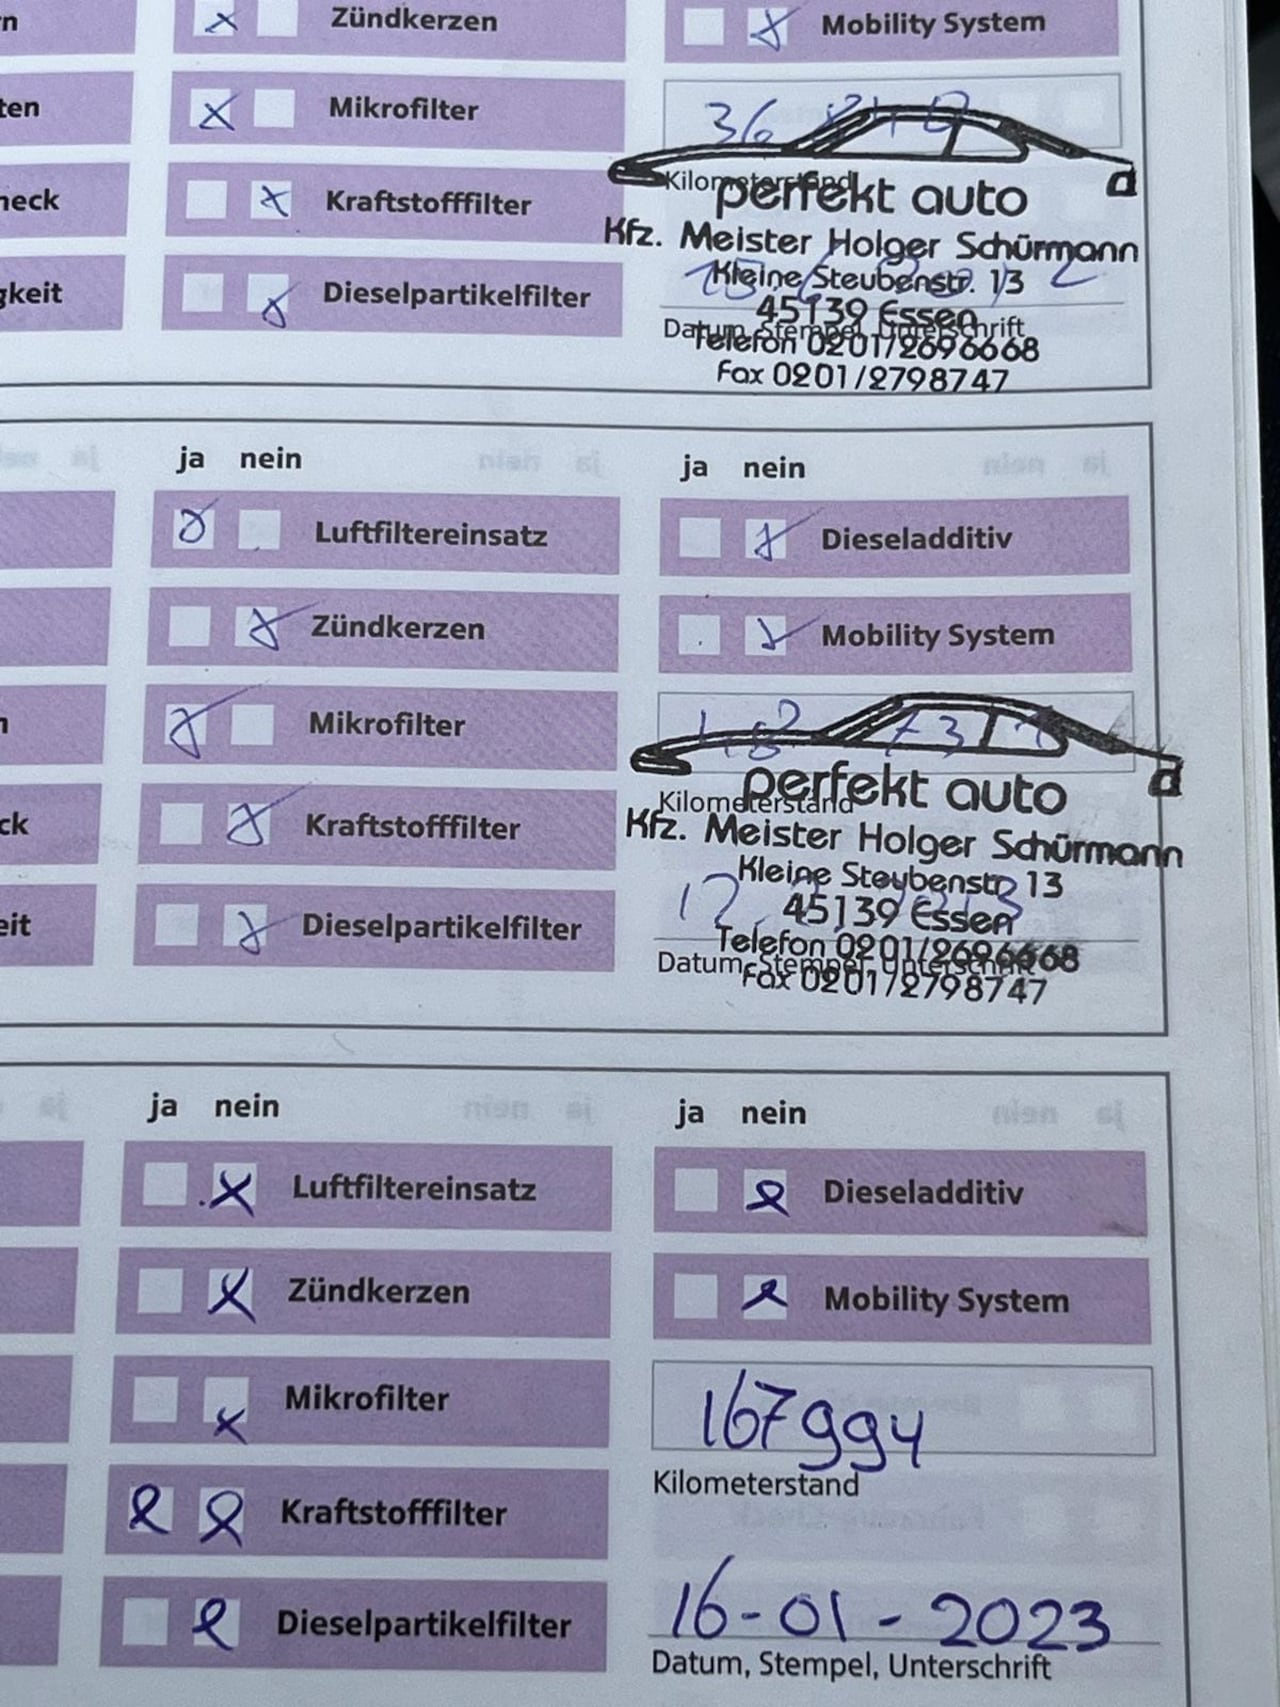 Zündkerzen
Mobility System
Mikrofilter
Kraftstofffilter
Dieselpartikelfilter
Kilometerstand
perfekt auto
Kfz. Meister Holger Schürmann
Kleine Steubenstr. 13
45139 Essen
Datum, Stempel, Unterschrift
Telefon 0201/2696668
Fax 0201/2798747
ja nein
ja nein
Luftfiltereinsatz
Dieseladditiv
Zündkerzen
Mobility System
Mikrofilter
Kraftstofffilter
Dieselpartikelfilter
Kilometerstand
perfekt auto
Kfz. Meister Holger Schürmann
Kleine Steubenstr. 13
45139 Essen
Telefon 0201/2696668
Datum, Stempel, Unterschrift
Fax 0201/2798747
ja nein
ja nein
Luftfiltereinsatz
Dieseladditiv
Zündkerzen
Mobility System
Mikrofilter
167994
Kilometerstand
Kraftstofffilter
Dieselpartikelfilter
16-01-2023
Datum, Stempel, Unterschrift